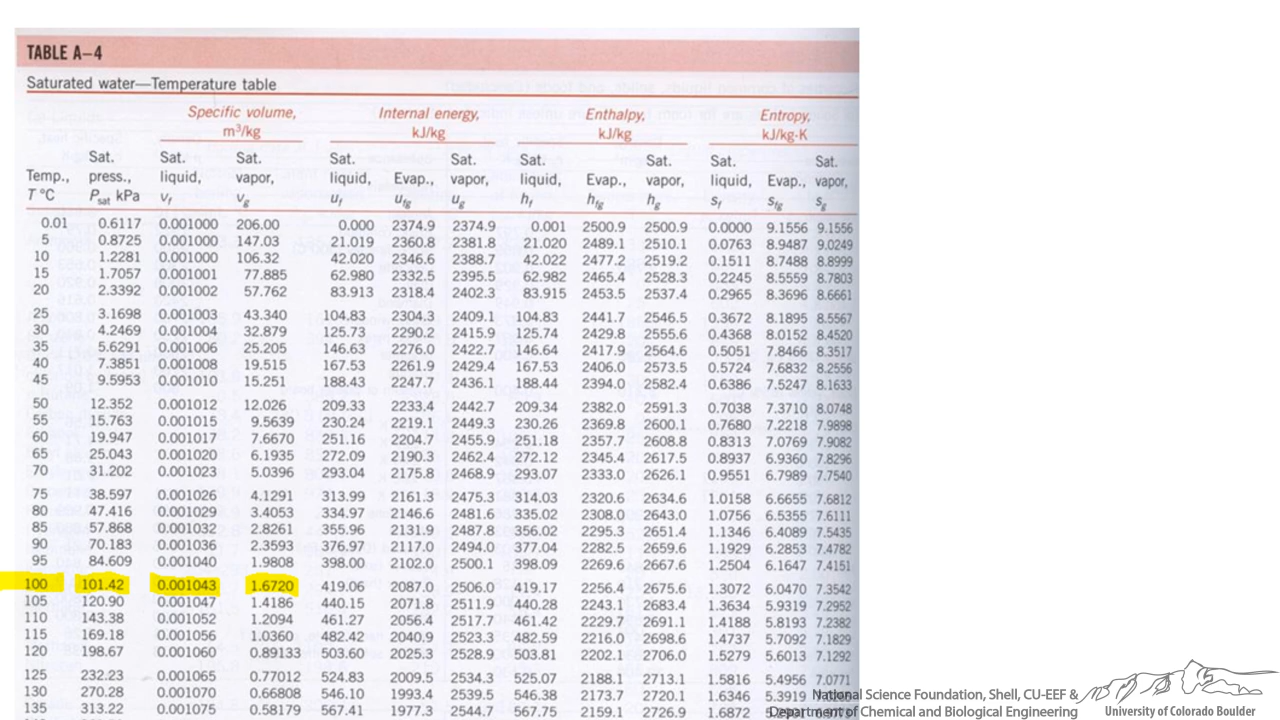 TABLE A–4
Saturated water—Temperature table
Specific volume, Internal energy, Enthalpy, Entropy,
m³/kg kJ/kg kJ/kg kJ/kg·K
Sat. Sat. Sat. Sat. Sat. Sat. Sat. Sat. Sat.
Temp., press., liquid, vapor, liquid, Evap., vapor, liquid, Evap., vapor, liquid, Evap., vapor,
T °C Psat kPa vf vg uf ufg ug hf hfg hg sf sfg sg
0.01 0.6117 0.001000 206.00 0.000 2374.9 2374.9 0.001 2500.9 2500.9 0.0000 9.1556 9.1556
5 0.8725 0.001000 147.03 21.019 2360.8 2381.8 21.020 2489.1 2510.1 0.0763 8.9487 9.0249
10 1.2281 0.001000 106.32 42.020 2346.6 2388.7 42.022 2477.2 2519.2 0.1511 8.7488 8.8999
15 1.7057 0.001001 77.885 62.980 2332.5 2395.5 62.982 2465.4 2528.3 0.2245 8.5559 8.7803
20 2.3392 0.001002 57.762 83.913 2318.4 2402.3 83.915 2453.5 2537.4 0.2965 8.3696 8.6661
25 3.1698 0.001003 43.340 104.83 2304.3 2409.1 104.83 2441.7 2546.5 0.3672 8.1895 8.5567
30 4.2469 0.001004 32.879 125.73 2290.2 2415.9 125.74 2429.8 2555.6 0.4368 8.0152 8.4520
35 5.6291 0.001006 25.205 146.63 2276.0 2422.7 146.64 2417.9 2564.6 0.5051 7.8466 8.3517
40 7.3851 0.001008 19.515 167.53 2261.9 2429.4 167.53 2406.0 2573.5 0.5724 7.6832 8.2556
45 9.5953 0.001010 15.251 188.43 2247.7 2436.1 188.44 2394.0 2582.4 0.6386 7.5247 8.1633
50 12.352 0.001012 12.026 209.33 2233.4 2442.7 209.34 2382.0 2591.3 0.7038 7.3710 8.0748
55 15.763 0.001015 9.5639 230.24 2219.1 2449.3 230.26 2369.8 2600.1 0.7680 7.2218 7.9898
60 19.947 0.001017 7.6670 251.16 2204.7 2455.9 251.18 2357.7 2608.8 0.8313 7.0769 7.9082
65 25.043 0.001020 6.1935 272.09 2190.3 2462.4 272.12 2345.4 2617.5 0.8937 6.9360 7.8296
70 31.202 0.001023 5.0396 293.04 2175.8 2468.9 293.07 2333.0 2626.1 0.9551 6.7989 7.7540
75 38.597 0.001026 4.1291 313.99 2161.3 2475.3 314.03 2320.6 2634.6 1.0158 6.6655 7.6812
80 47.416 0.001029 3.4053 334.97 2146.6 2481.6 335.02 2308.0 2643.0 1.0756 6.5355 7.6111
85 57.868 0.001032 2.8261 355.96 2131.9 2487.8 356.02 2295.3 2651.4 1.1346 6.4089 7.5435
90 70.183 0.001036 2.3593 376.97 2117.0 2494.0 377.04 2282.5 2659.6 1.1929 6.2853 7.4782
95 84.609 0.001040 1.9808 398.00 2102.0 2500.1 398.09 2269.6 2667.6 1.2504 6.1647 7.4151
100 101.42 0.001043 1.6720 419.06 2087.0 2506.0 419.17 2256.4 2675.6 1.3072 6.0470 7.3542
105 120.90 0.001047 1.4186 440.15 2071.8 2511.9 440.28 2243.1 2683.4 1.3634 5.9319 7.2952
110 143.38 0.001052 1.2094 461.27 2056.4 2517.7 461.42 2229.7 2691.1 1.4188 5.8193 7.2382
115 169.18 0.001056 1.0360 482.42 2040.9 2523.3 482.59 2216.0 2698.6 1.4737 5.7092 7.1829
120 198.67 0.001060 0.89133 503.60 2025.3 2528.9 503.81 2202.1 2706.0 1.5279 5.6013 7.1292
125 232.23 0.001065 0.77012 524.83 2009.5 2534.3 525.07 2188.1 2713.1 1.5816 5.4956 7.0771
130 270.28 0.001070 0.66808 546.10 1993.4 2539.5 546.38 2173.7 2720.1 1.6346 5.3919
135 313.22 0.001075 0.58179 567.41 1977.3 2544.7 567.75 2159.1 2726.9 1.6872
National Science Foundation, Shell, CU-EEF &
Department of Chemical and Biological Engineering
University of Colorado Boulder